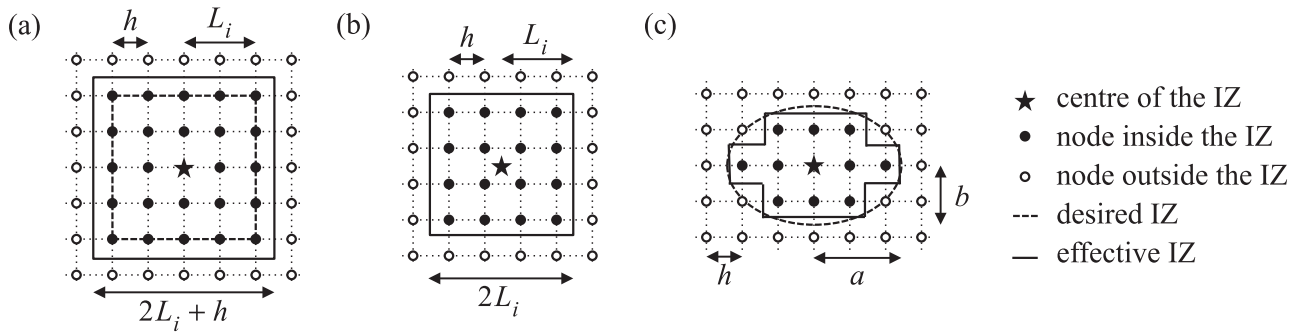 (a)
h
L_i
2L_i + h
(b)
h
L_i
2L_i
(c)
h
a
b
centre of the IZ
node inside the IZ
node outside the IZ
desired IZ
effective IZ